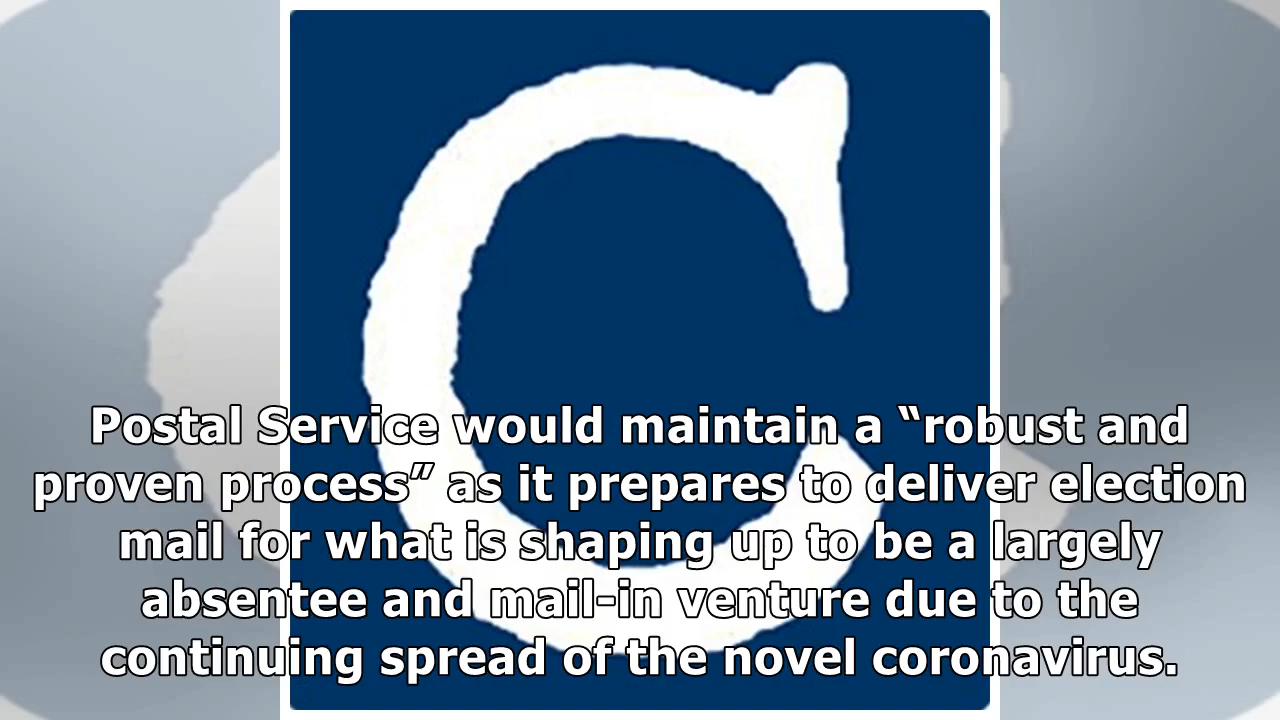 C
Postal Service would maintain a “robust and
proven process” as it prepares to deliver election
mail for what is shaping up to be a largely
absentee and mail-in venture due to the
continuing spread of the novel coronavirus.